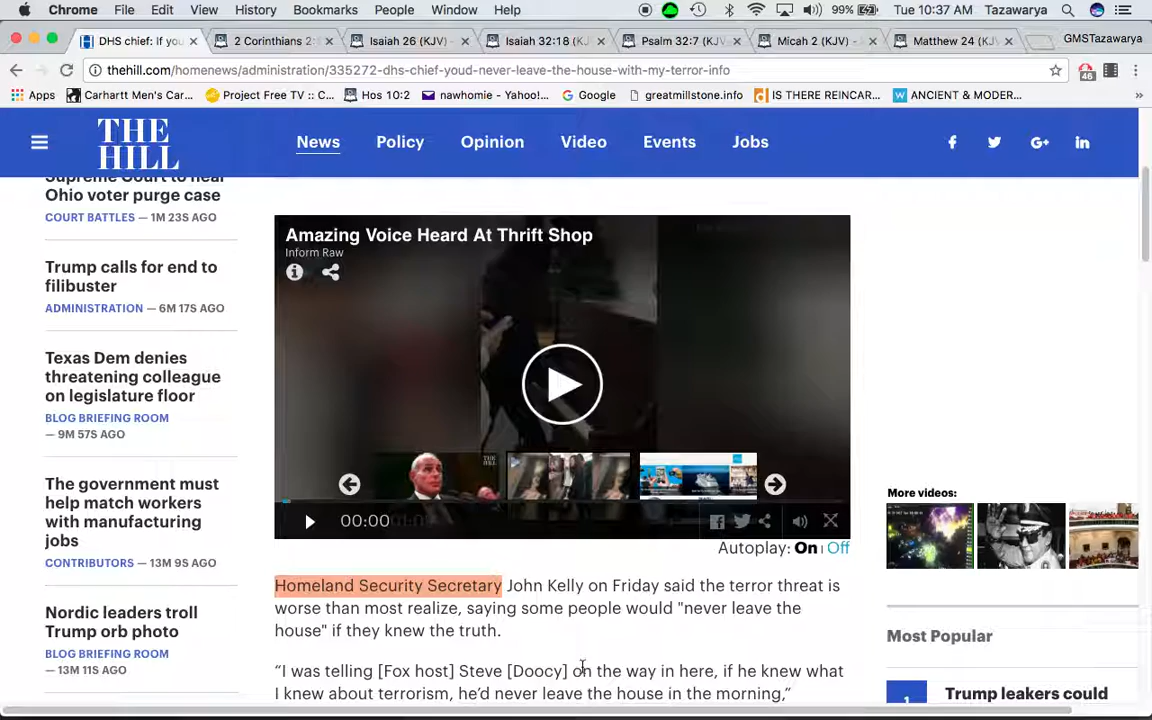 Chrome File Edit View History Bookmarks People Window Help 99% Tue 10:37 AM Tazawarya
DHS chief: If you 2 Corinthians 2: Isaiah 26 (KJV) - Isaiah 32:18 (KJ Psalm 32:7 (KJV Micah 2 (KJV) - Matthew 24 (KJV GMSTazawarya
thehill.com/homenews/administration/335272-dhs-chief-youd-never-leave-the-house-with-my-terror-info 46
Apps Carhartt Men's Car... Project Free TV :: C... Hos 10:2 nawhomie - Yahoo!... Google greatmillstone.info IS THERE REINCAR... ANCIENT & MODER... »
THE
HILL
News Policy Opinion Video Events Jobs
Supreme Court to hear
Ohio voter purge case
COURT BATTLES — 1M 23S AGO
Trump calls for end to
filibuster
ADMINISTRATION — 6M 17S AGO
Texas Dem denies
threatening colleague
on legislature floor
BLOG BRIEFING ROOM
— 9M 57S AGO
The government must
help match workers
with manufacturing
jobs
CONTRIBUTORS — 13M 9S AGO
Nordic leaders troll
Trump orb photo
BLOG BRIEFING ROOM
— 13M 11S AGO
Amazing Voice Heard At Thrift Shop
Inform Raw
THE
HILL
00:00
Autoplay: On | Off
Homeland Security Secretary John Kelly on Friday said the terror threat is
worse than most realize, saying some people would "never leave the
house" if they knew the truth.
“I was telling [Fox host] Steve [Doocy] on the way in here, if he knew what
I knew about terrorism, he’d never leave the house in the morning,”
More videos:
Most Popular
1 Trump leakers could